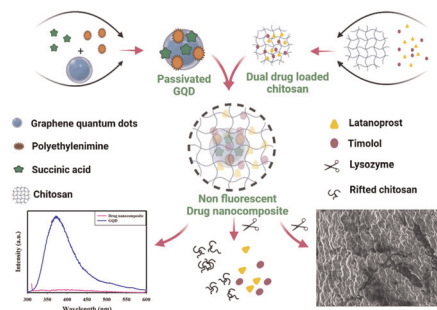 +
Passivated
GQD
Dual drug loaded
chitosan
Graphene quantum dots
Polyethylenimine
Succinic acid
Chitosan
Latanoprost
Timolol
Lysozyme
Rifted chitosan
Non fluorescent
Drug nanocomposite
Drug nanocomposite
GQD
Intensity (a.u.)
300 350 400 450 500 550 600
Wavelength (nm)